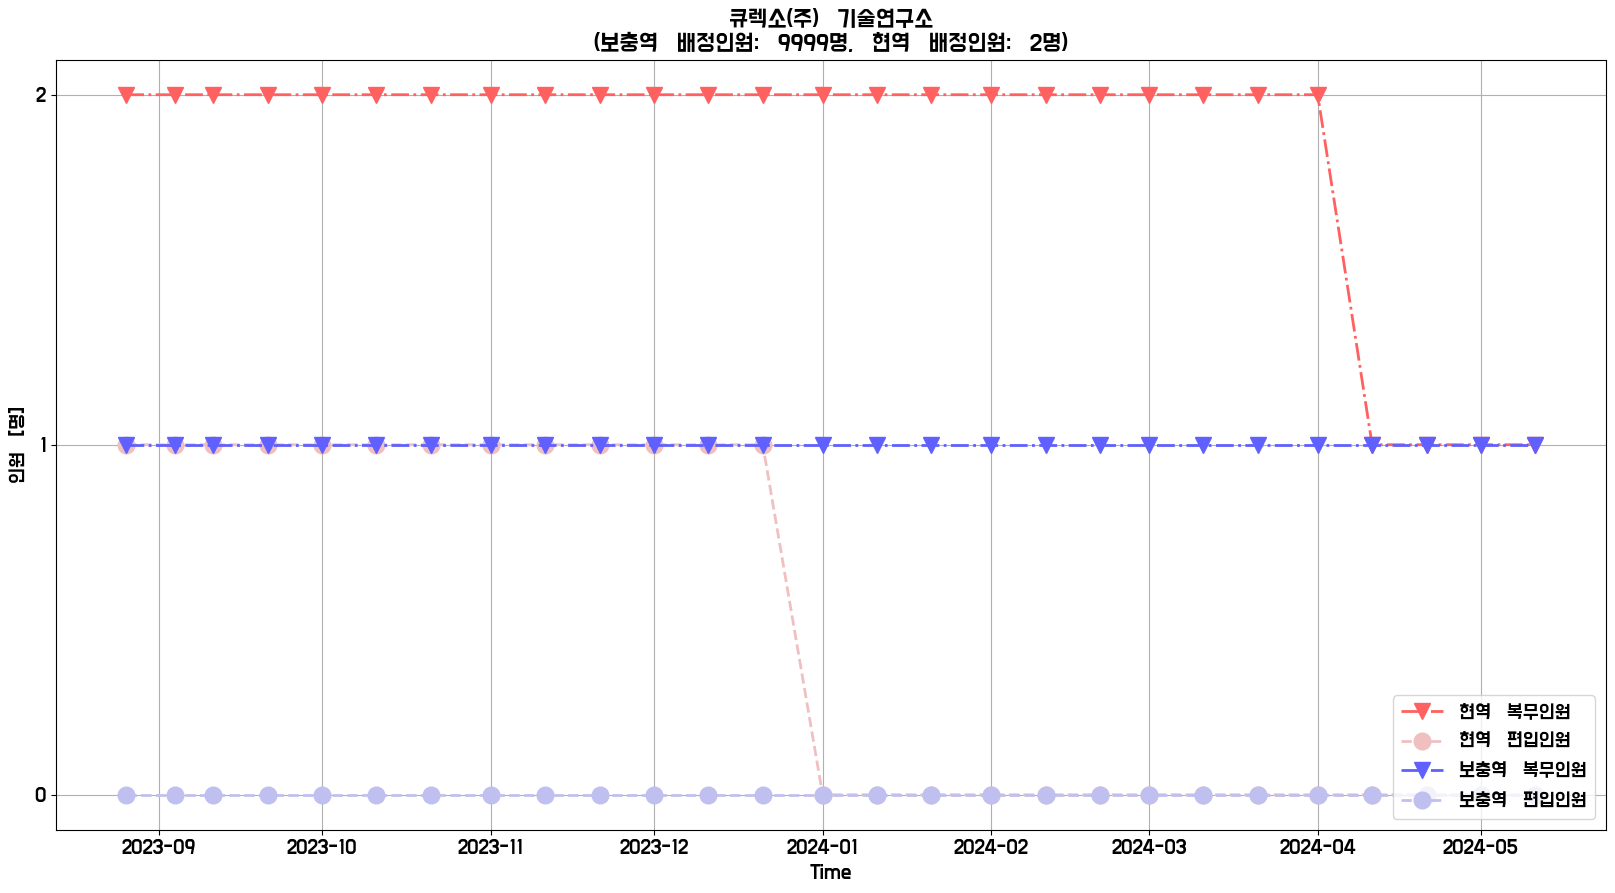 큐렉소(주) 기술연구소
(보충역 배정인원: 9999명, 현역 배정인원: 2명)
인원 [명]
2
1
0
2023-09 2023-10 2023-11 2023-12 2024-01 2024-02 2024-03 2024-04 2024-05
Time
현역 복무인원
현역 편입인원
보충역 복무인원
보충역 편입인원